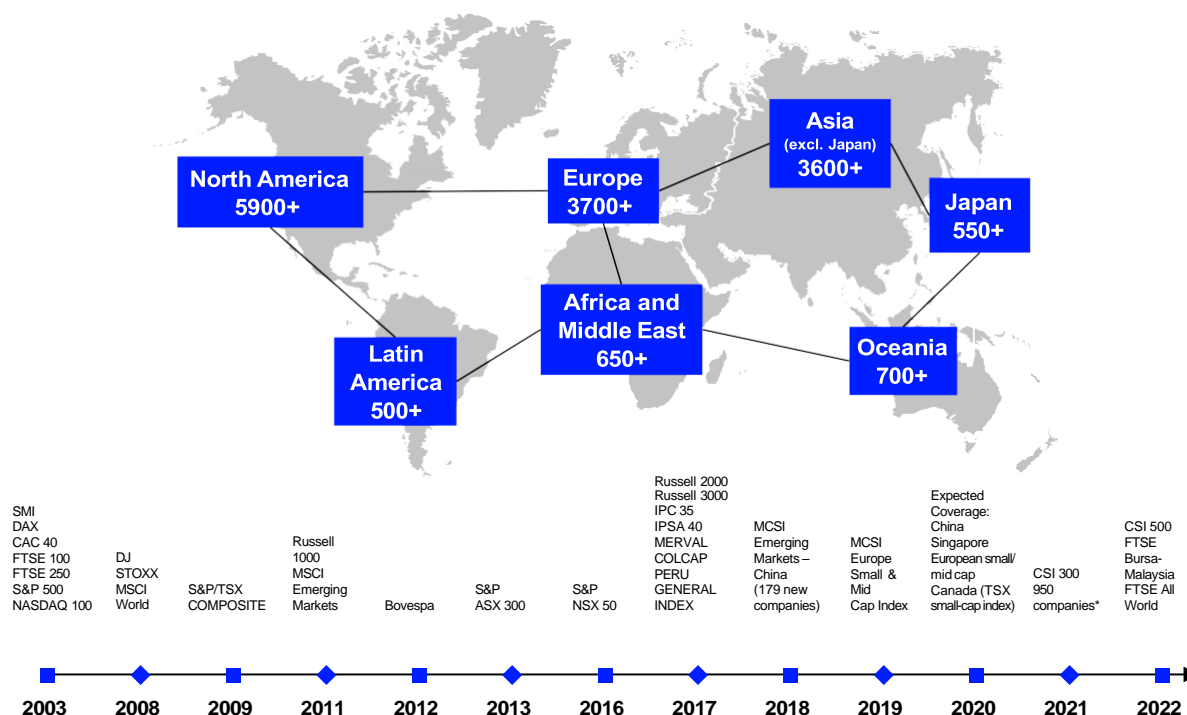 North America
5900+
Europe
3700+
Asia
(excl. Japan)
3600+
Japan
550+
Latin
America
500+
Africa and
Middle East
650+
Oceania
700+
SMI
DAX
CAC 40
FTSE 100
FTSE 250
S&P 500
NASDAQ 100
DJ
STOXX
MSCI
World
S&P/TSX
COMPOSITE
Russell
1000
MSCI
Emerging
Markets
Bovespa
S&P
ASX 300
S&P
NSX 50
Russell 2000
Russell 3000
IPC 35
IPSA 40
MERVAL
COLCAP
PERU
GENERAL
INDEX
MCSI
Emerging
Markets –
China
(179 new
companies)
MCSI
Europe
Small &
Mid
Cap Index
Expected
Coverage:
China
Singapore
European small/
mid cap
Canada (TSX
small-cap index)
CSI 300
950
companies*
CSI 500
FTSE
Bursa-
Malaysia
FTSE All
World
2003
2008
2009
2011
2012
2013
2016
2017
2018
2019
2020
2021
2022